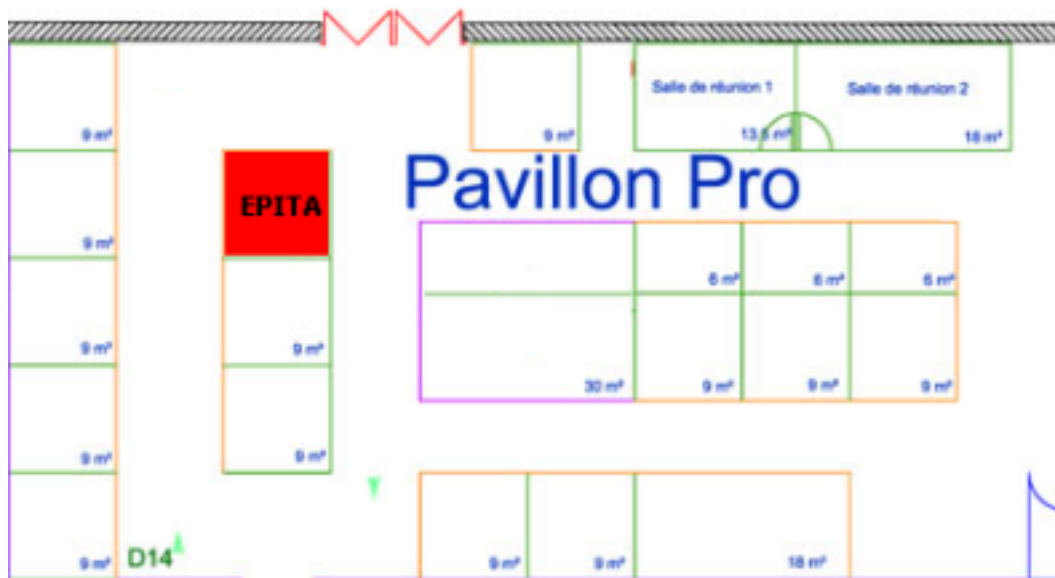 Salle de réunion 1
Salle de réunion 2
9 m²
9 m²
13,5 m²
18 m²
EPITA
Pavillon Pro
9 m²
6 m²
6 m²
6 m²
9 m²
9 m²
30 m²
9 m²
9 m²
9 m²
9 m²
9 m²
D14
9 m²
9 m²
9 m²
18 m²